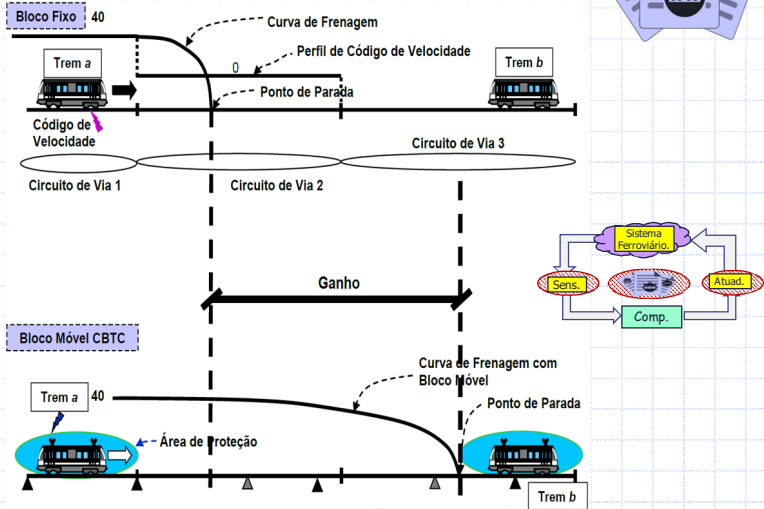 Bloco Fixo
40
Curva de Frenagem
Perfil de Código de Velocidade
Trem a
0
Trem b
Ponto de Parada
Código de
Velocidade
Circuito de Via 3
Circuito de Via 1
Circuito de Via 2
Sistema
Ferroviário.
Sens.
Atuad.
Comp.
Ganho
Bloco Móvel CBTC
Curva de Frenagem com
Bloco Móvel
Trem a
40
Ponto de Parada
Área de Proteção
Trem b